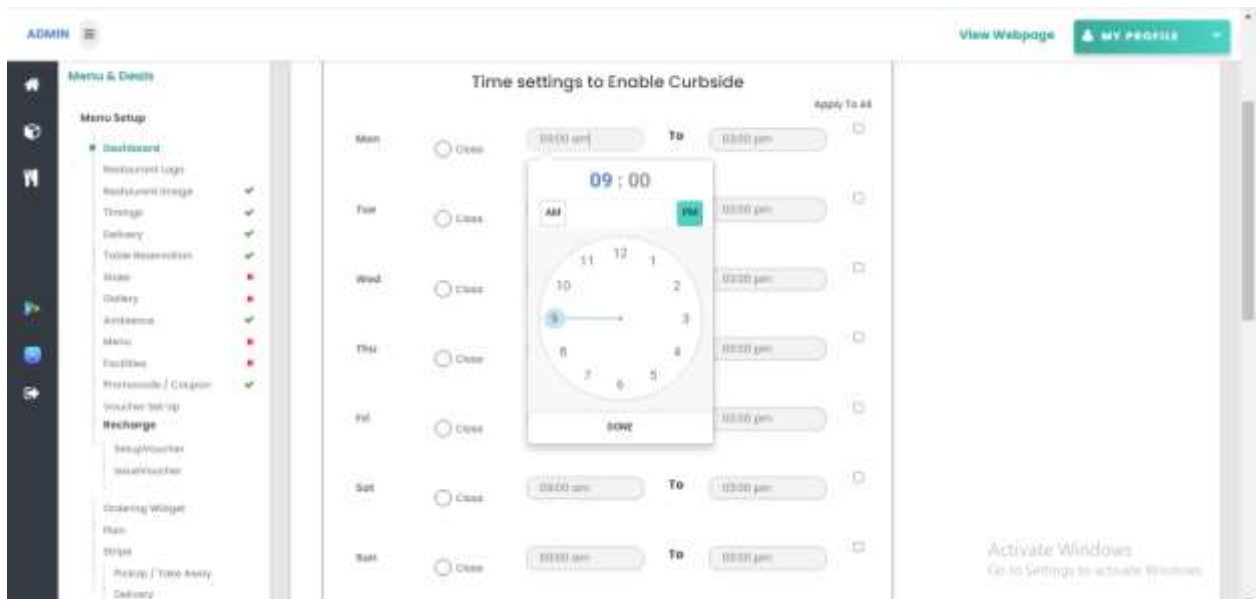 ADMIN
View Webpage
MY PROFILE
Menu & Deals
Menu Setup
Dashboard
Restaurant Logo
Restaurant Image
Timings
Delivery
Table Reservation
Slider
Gallery
Ambience
Menu
Facilities
Promocode / Coupon
Voucher Set Up
Recharge
SetupVoucher
IssueVoucher
Ordering Widget
Plan
Stripe
Pickup / Take Away
Delivery
Time settings to Enable Curbside
Apply To All
Mon Close 09:00 am To 03:00 pm
09 : 00
AM PM
12
11 1
10 2
9 3
8 4
7 5
6
DONE
Tue Close 03:00 pm
Wed Close 03:00 pm
Thu Close 03:00 pm
Fri Close 03:00 pm
Sat Close 09:00 am To 03:00 pm
Sun Close 09:00 am To 03:00 pm
Activate Windows
Go to Settings to activate Windows.